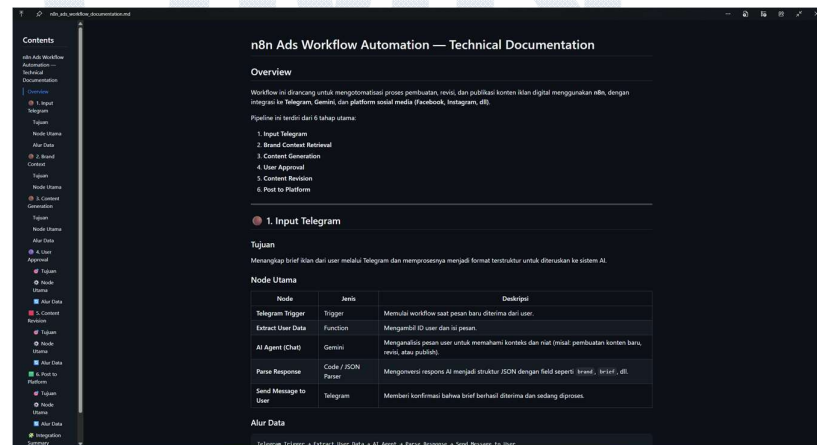 n8n_ads_workflow_documentation.md
Contents
n8n Ads Workflow
Automation —
Technical
Documentation
Overview
1. Input
Telegram
Tujuan
Node Utama
Alur Data
2. Brand
Context
Tujuan
Node Utama
3. Content
Generation
Tujuan
Node Utama
Alur Data
4. User
Approval
Tujuan
Node
Utama
Alur Data
5. Content
Revision
Tujuan
Node
Utama
Alur Data
6. Post to
Platform
Tujuan
Node
Utama
Alur Data
Integration
Summary
n8n Ads Workflow Automation — Technical Documentation
Overview
Workflow ini dirancang untuk mengotomatisasi proses pembuatan, revisi, dan publikasi konten iklan digital menggunakan n8n, dengan
integrasi ke Telegram, Gemini, dan platform sosial media (Facebook, Instagram, dll).
Pipeline ini terdiri dari 6 tahap utama:
1. Input Telegram
2. Brand Context Retrieval
3. Content Generation
4. User Approval
5. Content Revision
6. Post to Platform
1. Input Telegram
Tujuan
Menangkap brief iklan dari user melalui Telegram dan memprosesnya menjadi format terstruktur untuk diteruskan ke sistem AI.
Node Utama
Node Jenis Deskripsi
Telegram Trigger Trigger Memulai workflow saat pesan baru diterima dari user.
Extract User Data Function Mengambil ID user dan isi pesan.
AI Agent (Chat) Gemini Menganalisis pesan user untuk memahami konteks dan niat (misal: pembuatan konten baru,
revisi, atau publish).
Parse Response Code / JSON
Parser Mengonversi respons AI menjadi struktur JSON dengan field seperti brand, brief, dll.
Send Message to
User Telegram Memberi konfirmasi bahwa brief berhasil diterima dan sedang diproses.
Alur Data
Telegram Trigger → Extract User Data → AI Agent → Parse Response → Send Message to User